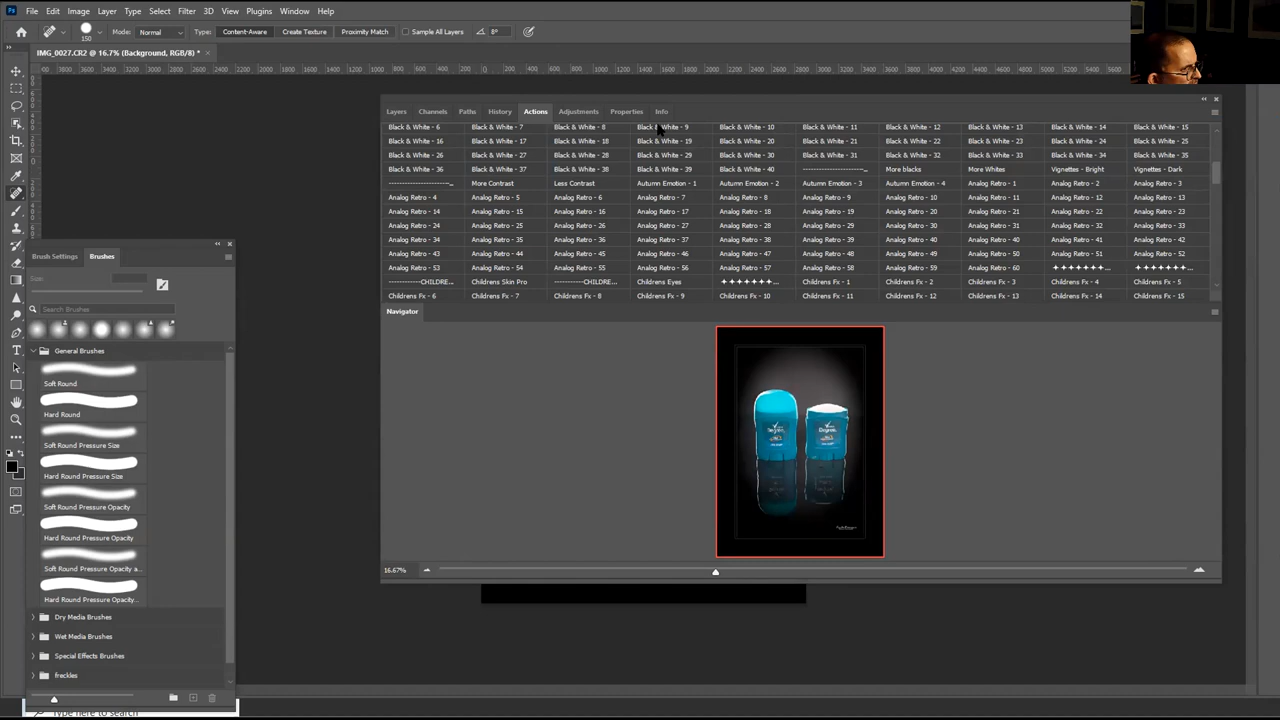 File Edit Image Layer Type Select Filter 3D View Plugins Window Help
150 Mode: Normal Type: Content-Aware Create Texture Proximity Match Sample All Layers 8°
IMG_0027.CR2 @ 16.7% (Background, RGB/8) *
Layers Channels Paths History Actions Adjustments Properties Info
Black & White - 6 Black & White - 7 Black & White - 8 Black & White - 9 Black & White - 10 Black & White - 11 Black & White - 12 Black & White - 13 Black & White - 14 Black & White - 15
Black & White - 16 Black & White - 17 Black & White - 18 Black & White - 19 Black & White - 20 Black & White - 21 Black & White - 22 Black & White - 23 Black & White - 24 Black & White - 25
Black & White - 26 Black & White - 27 Black & White - 28 Black & White - 29 Black & White - 30 Black & White - 31 Black & White - 32 Black & White - 33 Black & White - 34 Black & White - 35
Black & White - 36 Black & White - 37 Black & White - 38 Black & White - 39 Black & White - 40 More blacks More Whites Vignettes - Bright Vignettes - Dark
More Contrast Less Contrast Autumn Emotion - 1 Autumn Emotion - 2 Autumn Emotion - 3 Autumn Emotion - 4 Analog Retro - 1 Analog Retro - 2 Analog Retro - 3
Analog Retro - 4 Analog Retro - 5 Analog Retro - 6 Analog Retro - 7 Analog Retro - 8 Analog Retro - 9 Analog Retro - 10 Analog Retro - 11 Analog Retro - 12 Analog Retro - 13
Analog Retro - 14 Analog Retro - 15 Analog Retro - 16 Analog Retro - 17 Analog Retro - 18 Analog Retro - 19 Analog Retro - 20 Analog Retro - 21 Analog Retro - 22 Analog Retro - 23
Analog Retro - 24 Analog Retro - 25 Analog Retro - 26 Analog Retro - 27 Analog Retro - 28 Analog Retro - 29 Analog Retro - 30 Analog Retro - 31 Analog Retro - 32 Analog Retro - 33
Analog Retro - 34 Analog Retro - 35 Analog Retro - 36 Analog Retro - 37 Analog Retro - 38 Analog Retro - 39 Analog Retro - 40 Analog Retro - 40 Analog Retro - 41 Analog Retro - 42
Analog Retro - 43 Analog Retro - 44 Analog Retro - 45 Analog Retro - 46 Analog Retro - 47 Analog Retro - 48 Analog Retro - 49 Analog Retro - 50 Analog Retro - 51 Analog Retro - 52
Analog Retro - 53 Analog Retro - 54 Analog Retro - 55 Analog Retro - 56 Analog Retro - 57 Analog Retro - 58 Analog Retro - 59 Analog Retro - 60 ✦✦✦✦✦✦✦... ✦✦✦✦✦✦✦...
------------CHILDRE... Childrens Skin Pro ------------CHILDRE... Childrens Eyes ✦✦✦✦✦✦✦... Childrens Fx - 1 Childrens Fx - 2 Childrens Fx - 3 Childrens Fx - 4 Childrens Fx - 5
Childrens Fx - 6 Childrens Fx - 7 Childrens Fx - 8 Childrens Fx - 9 Childrens Fx - 10 Childrens Fx - 11 Childrens Fx - 12 Childrens Fx - 13 Childrens Fx - 14 Childrens Fx - 15
Navigator
Degree Degree
16.67%
Brush Settings Brushes
Size:
Search Brushes
General Brushes
Soft Round
Hard Round
Soft Round Pressure Size
Hard Round Pressure Size
Soft Round Pressure Opacity
Hard Round Pressure Opacity
Soft Round Pressure Opacity a...
Hard Round Pressure Opacity...
Dry Media Brushes
Wet Media Brushes
Special Effects Brushes
freckles
Type here to search